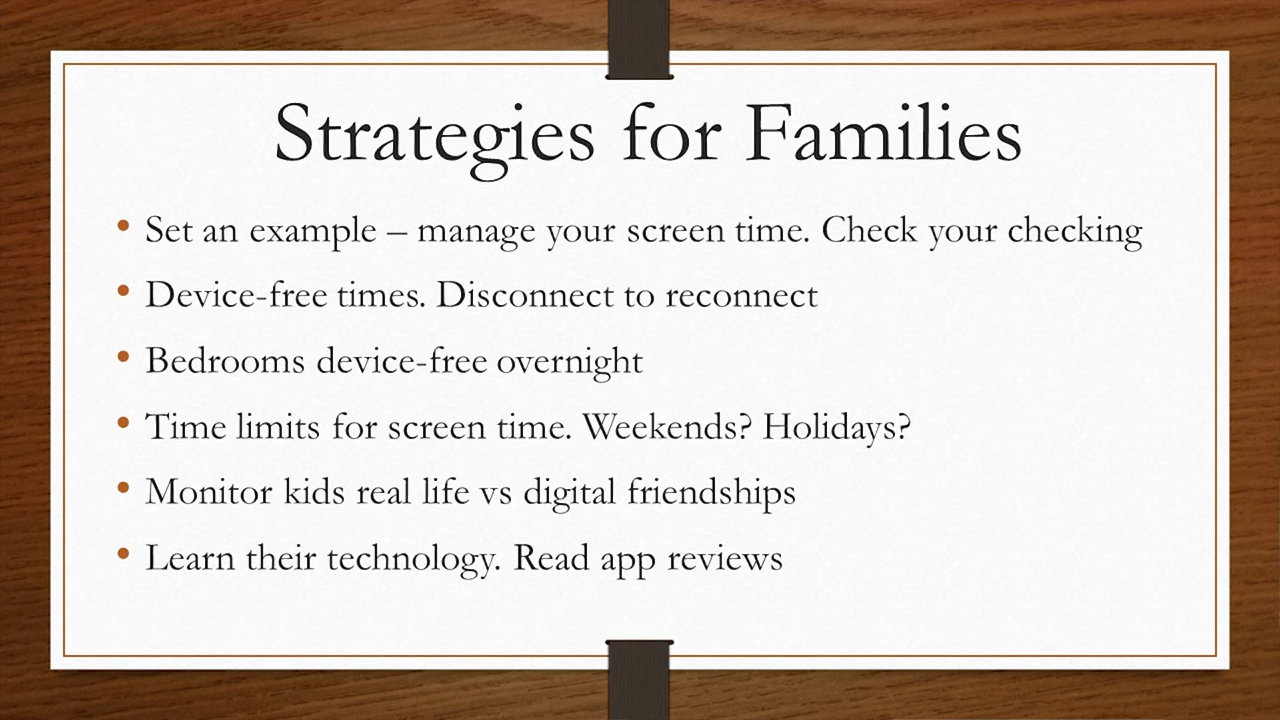 Strategies for Families
• Set an example – manage your screen time. Check your checking
• Device-free times. Disconnect to reconnect
• Bedrooms device-free overnight
• Time limits for screen time. Weekends? Holidays?
• Monitor kids real life vs digital friendships
• Learn their technology. Read app reviews